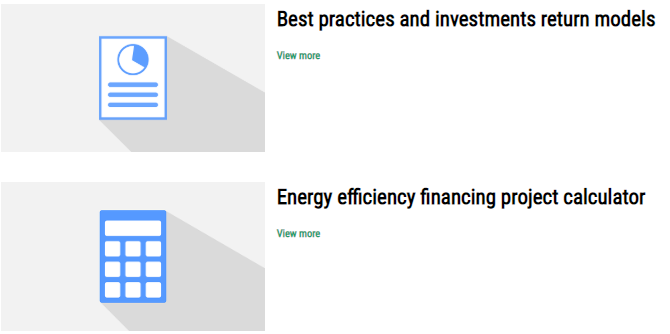 Best practices and investments return models
View more
Energy efficiency financing project calculator
View more